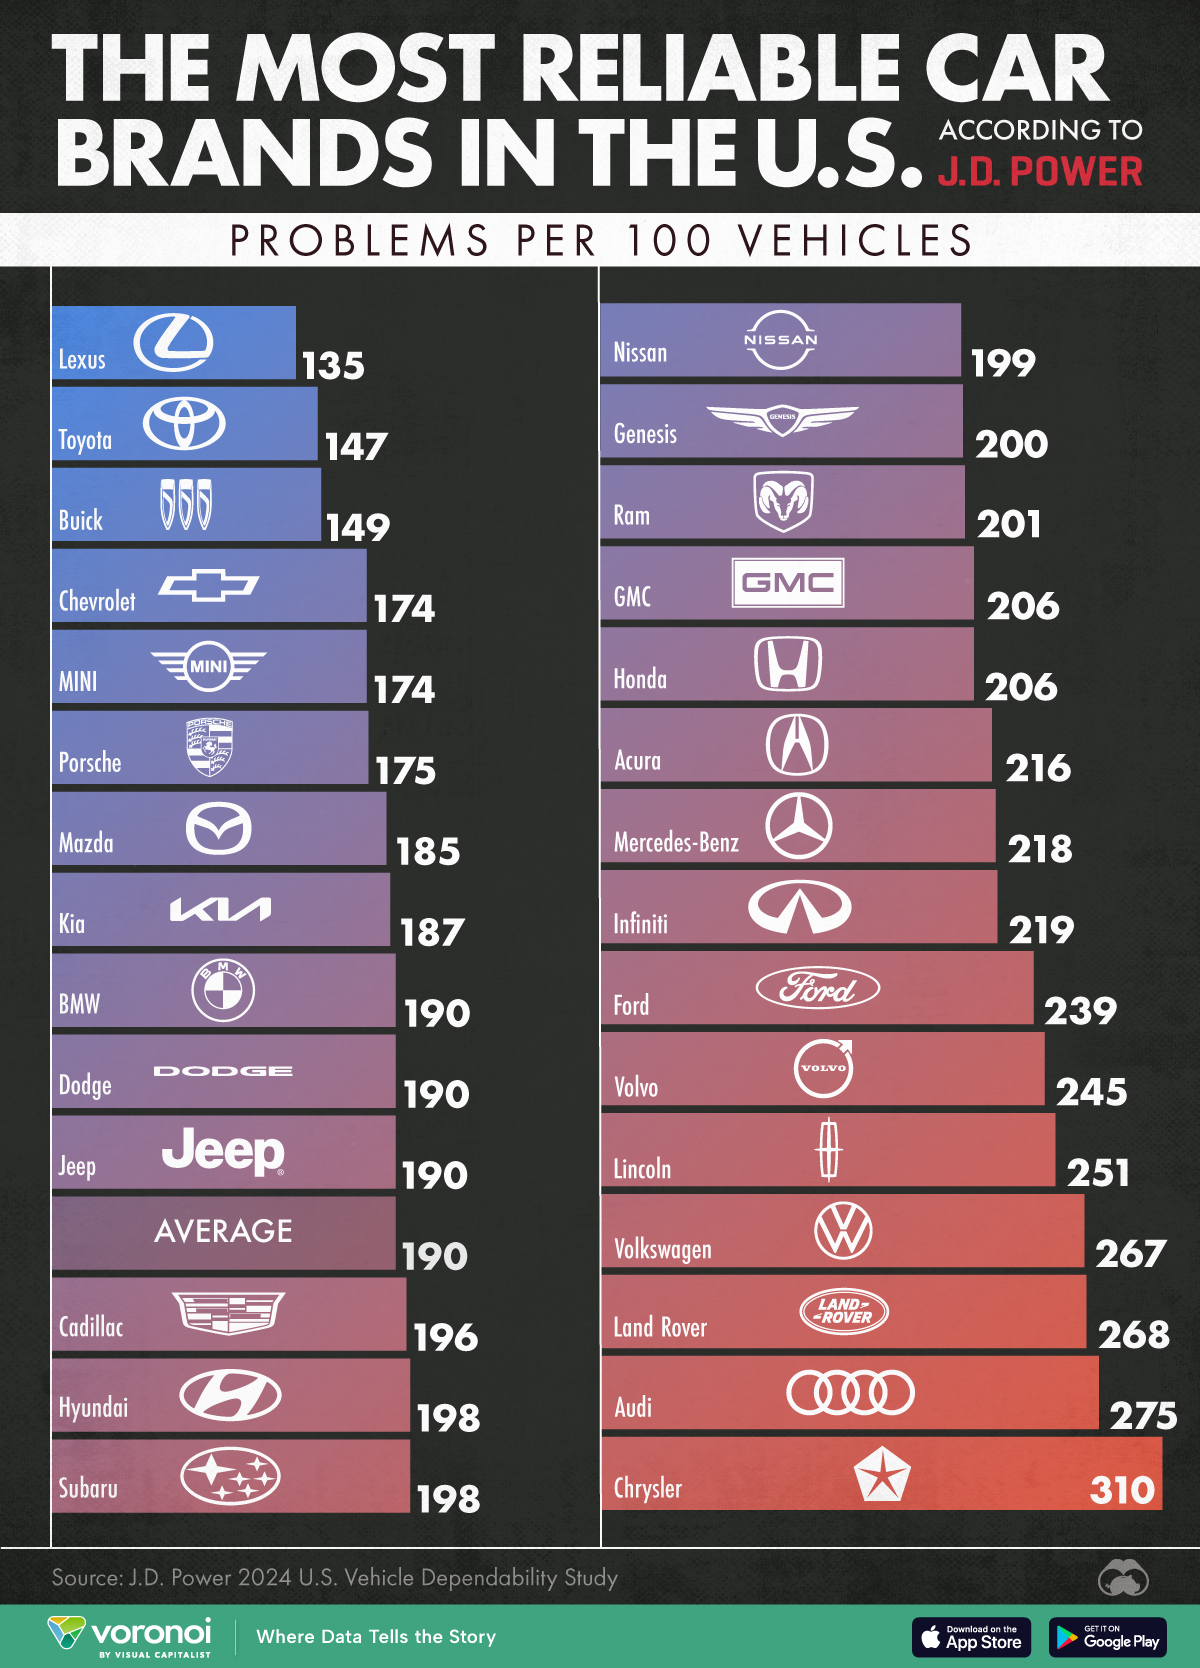 THE MOST RELIABLE CAR
BRANDS IN THE U.S. ACCORDING TO
J.D. POWER
PROBLEMS PER 100 VEHICLES
Lexus 135
Toyota 147
Buick 149
Chevrolet 174
MINI MINI 174
Porsche PORSCHE 175
Mazda 185
Kia KIA 187
BMW BMW 190
Dodge DODGE 190
Jeep Jeep® 190
AVERAGE 190
Cadillac 196
Hyundai 198
Subaru 198
Nissan NISSAN 199
Genesis GENESIS 200
Ram 201
GMC GMC 206
Honda 206
Acura 216
Mercedes-Benz 218
Infiniti 219
Ford Ford 239
Volvo VOLVO 245
Lincoln 251
Volkswagen 267
Land Rover LAND-
-ROVER 268
Audi 275
Chrysler 310
Source: J.D. Power 2024 U.S. Vehicle Dependability Study
voronoi
BY VISUAL CAPITALIST
Where Data Tells the Story
Download on the
App Store
GET IT ON
Google Play